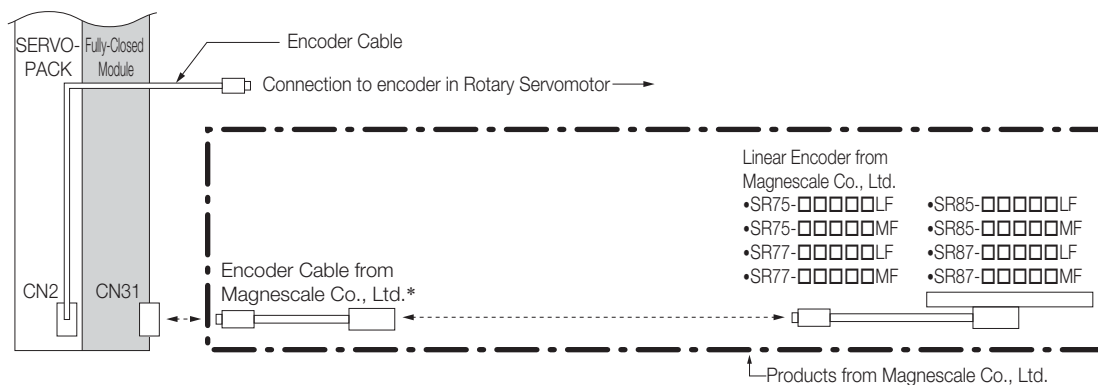 SERVO-
PACK
Fully-Closed
Module
Encoder Cable
Connection to encoder in Rotary Servomotor
Linear Encoder from
Magnescale Co., Ltd.
•SR75-□□□□□LF
•SR75-□□□□□MF
•SR77-□□□□□LF
•SR77-□□□□□MF
•SR85-□□□□□LF
•SR85-□□□□□MF
•SR87-□□□□□LF
•SR87-□□□□□MF
Encoder Cable from
Magnescale Co., Ltd.*
CN2
CN31
Products from Magnescale Co., Ltd.